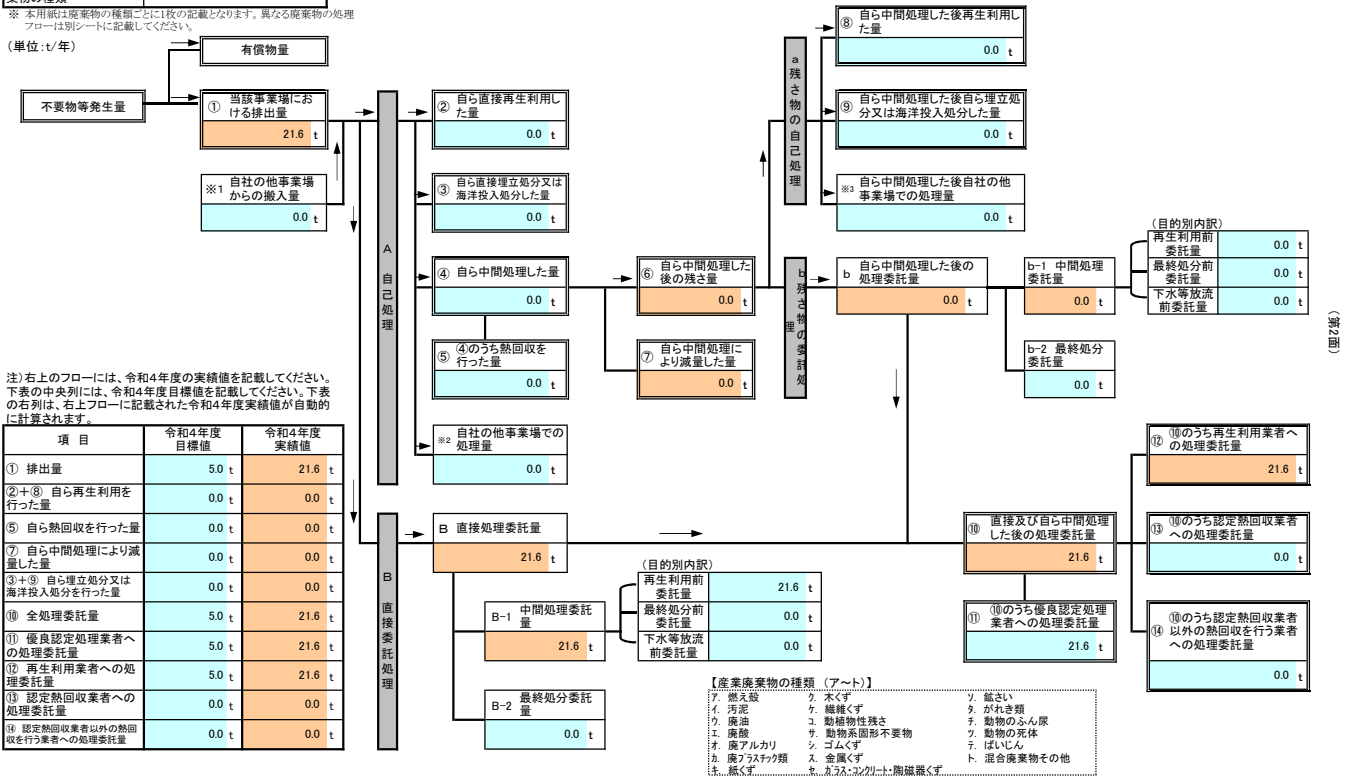 棄物の種類
※ 本用紙は廃棄物の種類ごとに1枚の記載となります。異なる廃棄物の処理
フローは別シートに記載してください。
(単位:t/年)
有償物量
不要物等発生量
① 当該事業場にお
ける排出量
21.6 t
※1 自社の他事業場
からの搬入量
0.0 t
A 自己処理
② 自ら直接再生利用し
た量
0.0 t
③ 自ら直接埋立処分又は
海洋投入処分した量
0.0 t
④ 自ら中間処理した量
0.0 t
⑤ ④のうち熱回収を
行った量
0.0 t
※2 自社の他事業場での
処理量
0.0 t
⑥ 自ら中間処理した
後の残さ量
0.0 t
⑦ 自ら中間処理に
より減量した量
0.0 t
a 残さ物の自己処理
⑧ 自ら中間処理した後再生利用し
た量
0.0 t
⑨ 自ら中間処理した後自ら埋立処
分又は海洋投入処分した量
0.0 t
※3 自ら中間処理した後自社の他
事業場での処理量
0.0 t
b 残さ物の委託処理
b 自ら中間処理した後の
処理委託量
0.0 t
b-1 中間処理
委託量
0.0 t
(目的別内訳)
再生利用前
委託量
0.0 t
最終処分前
委託量
0.0 t
下水等放流
前委託量
0.0 t
b-2 最終処分
委託量
0.0 t
(第2面)
注)右上のフローには、令和4年度の実績値を記載してください。
下表の中央列には、令和4年度目標値を記載してください。下表
の右列は、右上フローに記載された令和4年度実績値が自動的
に計算されます。
項 目 令和4年度 目標値 令和4年度 実績値
① 排出量 5.0 t 21.6 t
②+⑧ 自ら再生利用を
行った量 0.0 t 0.0 t
⑤ 自ら熱回収を行った量 0.0 t 0.0 t
⑦ 自ら中間処理により減
量した量 0.0 t 0.0 t
③+⑨ 自ら埋立処分又は
海洋投入処分を行った量 0.0 t 0.0 t
⑩ 全処理委託量 5.0 t 21.6 t
⑪ 優良認定処理業者へ
の処理委託量 5.0 t 21.6 t
⑫ 再生利用業者への処
理委託量 5.0 t 21.6 t
⑬ 認定熱回収業者への
処理委託量 0.0 t 0.0 t
⑭ 認定熱回収業者以外の熱回
収を行う業者への処理委託量 0.0 t 0.0 t
B 直接委託処理
B 直接処理委託量
21.6 t
B-1 中間処理委託
量
21.6 t
(目的別内訳)
再生利用前
委託量
21.6 t
最終処分前
委託量
0.0 t
下水等放流
前委託量
0.0 t
B-2 最終処分委託
量
0.0 t
⑩ 直接及び自ら中間処理
した後の処理委託量
21.6 t
⑪ ⑩のうち優良認定処理
業者への処理委託量
21.6 t
⑫ ⑩のうち再生利用業者へ
の処理委託量
21.6 t
⑬ ⑩のうち認定熱回収業者
への処理委託量
0.0 t
⑭ ⑩のうち認定熱回収業者
以外の熱回収を行う業者
への処理委託量
0.0 t
【産業廃棄物の種類 (ア~ト)】
ア. 燃え殻 ク. 木くず ソ. 鉱さい
イ. 汚泥 ケ. 繊維くず タ. がれき類
ウ. 廃油 コ. 動植物性残さ チ. 動物のふん尿
エ. 廃酸 サ. 動物系固形不要物 ツ. 動物の死体
オ. 廃アルカリ シ. ゴムくず テ. ばいじん
カ. 廃プラスチック類 ス. 金属くず ト. 混合廃棄物その他
キ. 紙くず セ. ガラス・コンクリート・陶磁器くず